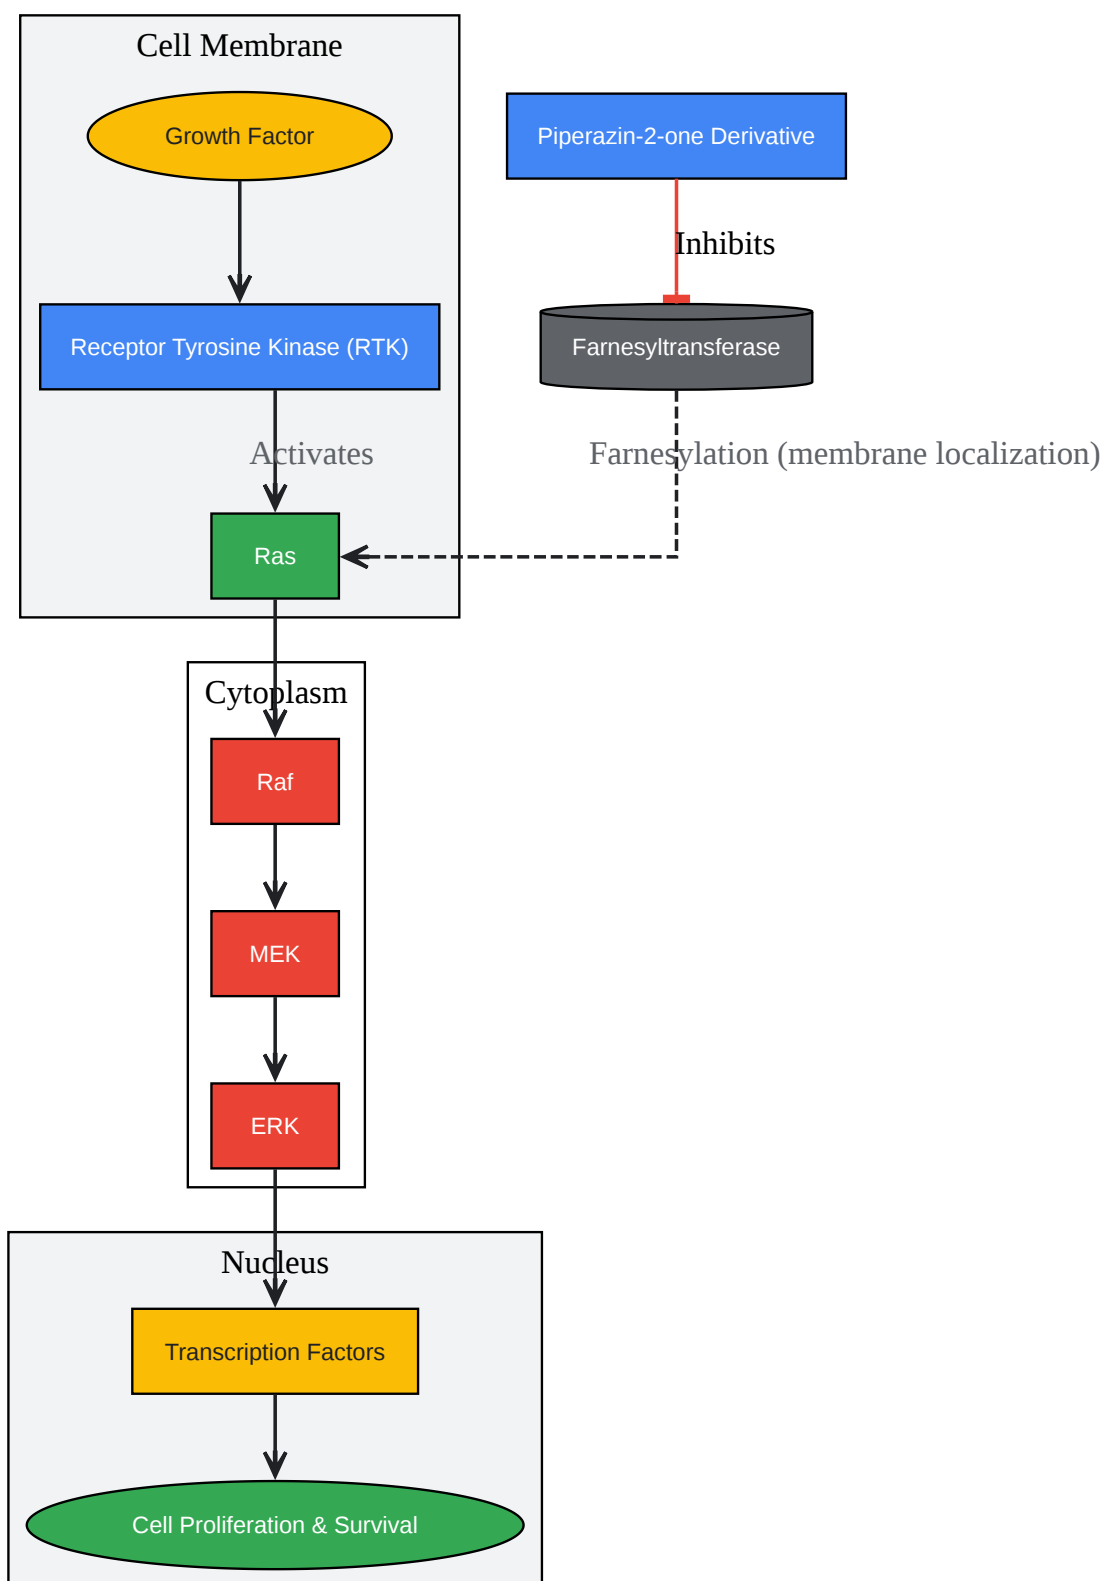 Cell Membrane
Growth Factor
Piperazin-2-one Derivative
Inhibits
Receptor Tyrosine Kinase (RTK)
Farnesyltransferase
Activates
Farnesylation (membrane localization)
Ras
Cytoplasm
Raf
MEK
ERK
Nucleus
Transcription Factors
Cell Proliferation & Survival